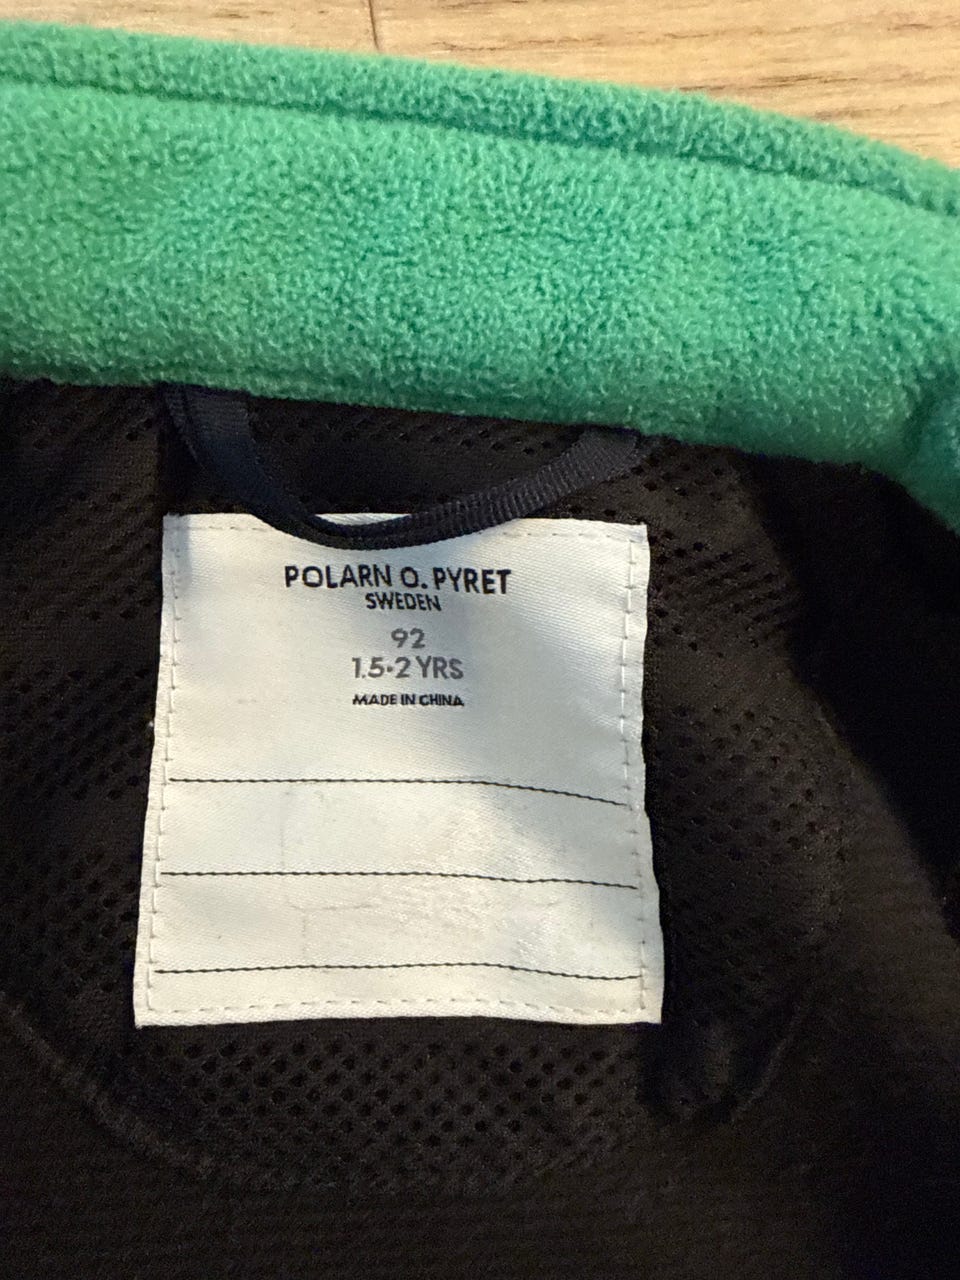 POLARN O. PYRET
SWEDEN
92
1.5-2 YRS
MADE IN CHINA